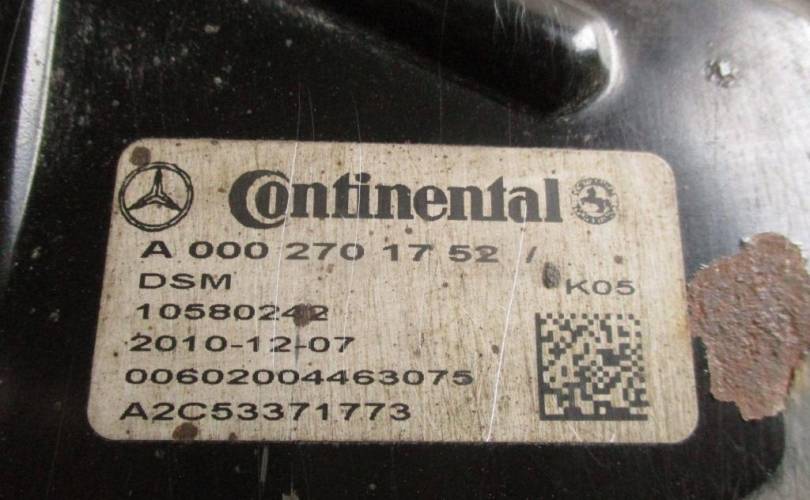 Continental
A 000 270 17 52 /
DSM
K05
10580242
2010-12-07
00602004463075
A2C53371773